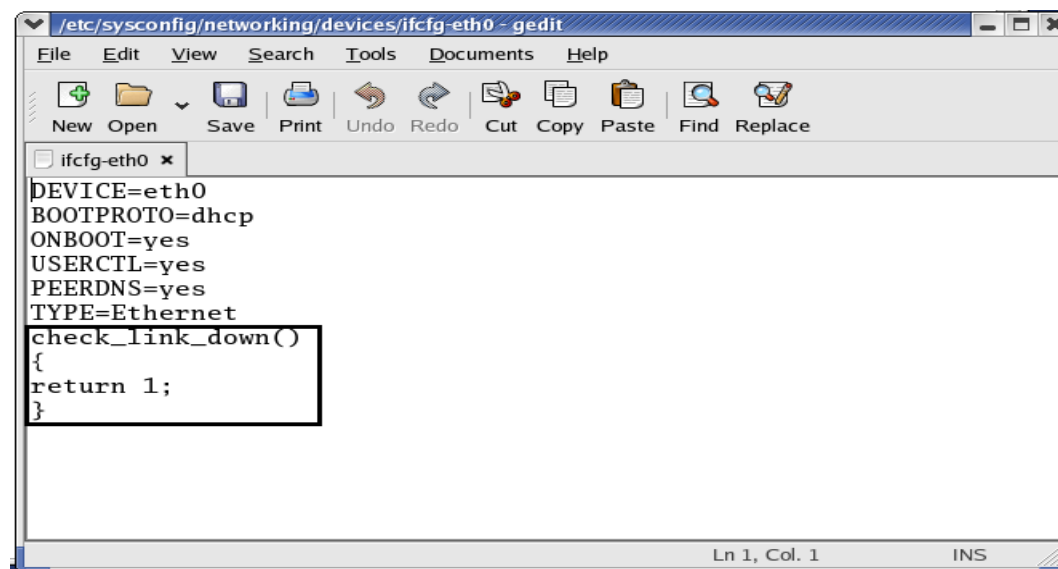 /etc/sysconfig/networking/devices/ifcfg-eth0 - gedit
File Edit View Search Tools Documents Help
New Open Save Print Undo Redo Cut Copy Paste Find Replace
ifcfg-eth0
DEVICE=eth0
BOOTPROTO=dhcp
ONBOOT=yes
USERCTL=yes
PEERDNS=yes
TYPE=Ethernet
check_link_down()
{
return 1;
}
Ln 1, Col. 1 INS